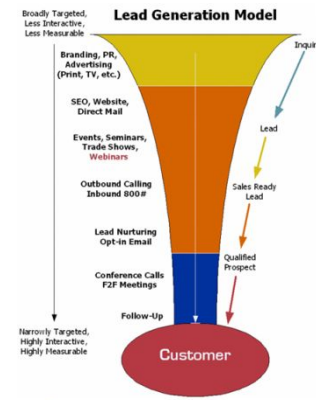 Broadly Targeted,
Less Interactive,
Less Measurable
Lead Generation Model
Branding, PR,
Advertising
(Print, TV, etc.)
SEO, Website,
Direct Mail
Events, Seminars,
Trade Shows,
Webinars
Outbound Calling
Inbound 800#
Lead Nurturing
Opt-in Email
Conference Calls
F2F Meetings
Follow-Up
Lead
Sales Ready
Lead
Qualified
Prospect
Narrowly Targeted,
Highly Interactive,
Highly Measurable
Customer